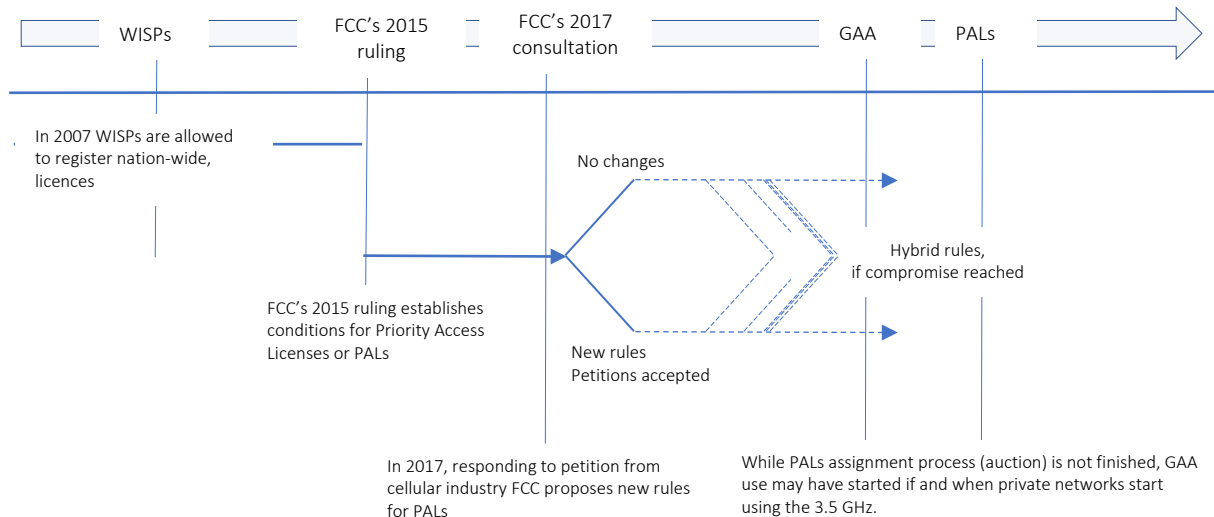 WISPs
FCC's 2015
ruling
FCC's 2017
consultation
GAA
PALs
In 2007 WISPs are allowed
to register nation-wide,
licences
No changes
Hybrid rules,
if compromise reached
FCC's 2015 ruling establishes
conditions for Priority Access
Licenses or PALs
New rules
Petitions accepted
In 2017, responding to petition from
cellular industry FCC proposes new rules
for PALs
While PALs assignment process (auction) is not finished, GAA
use may have started if and when private networks start
using the 3.5 GHz.